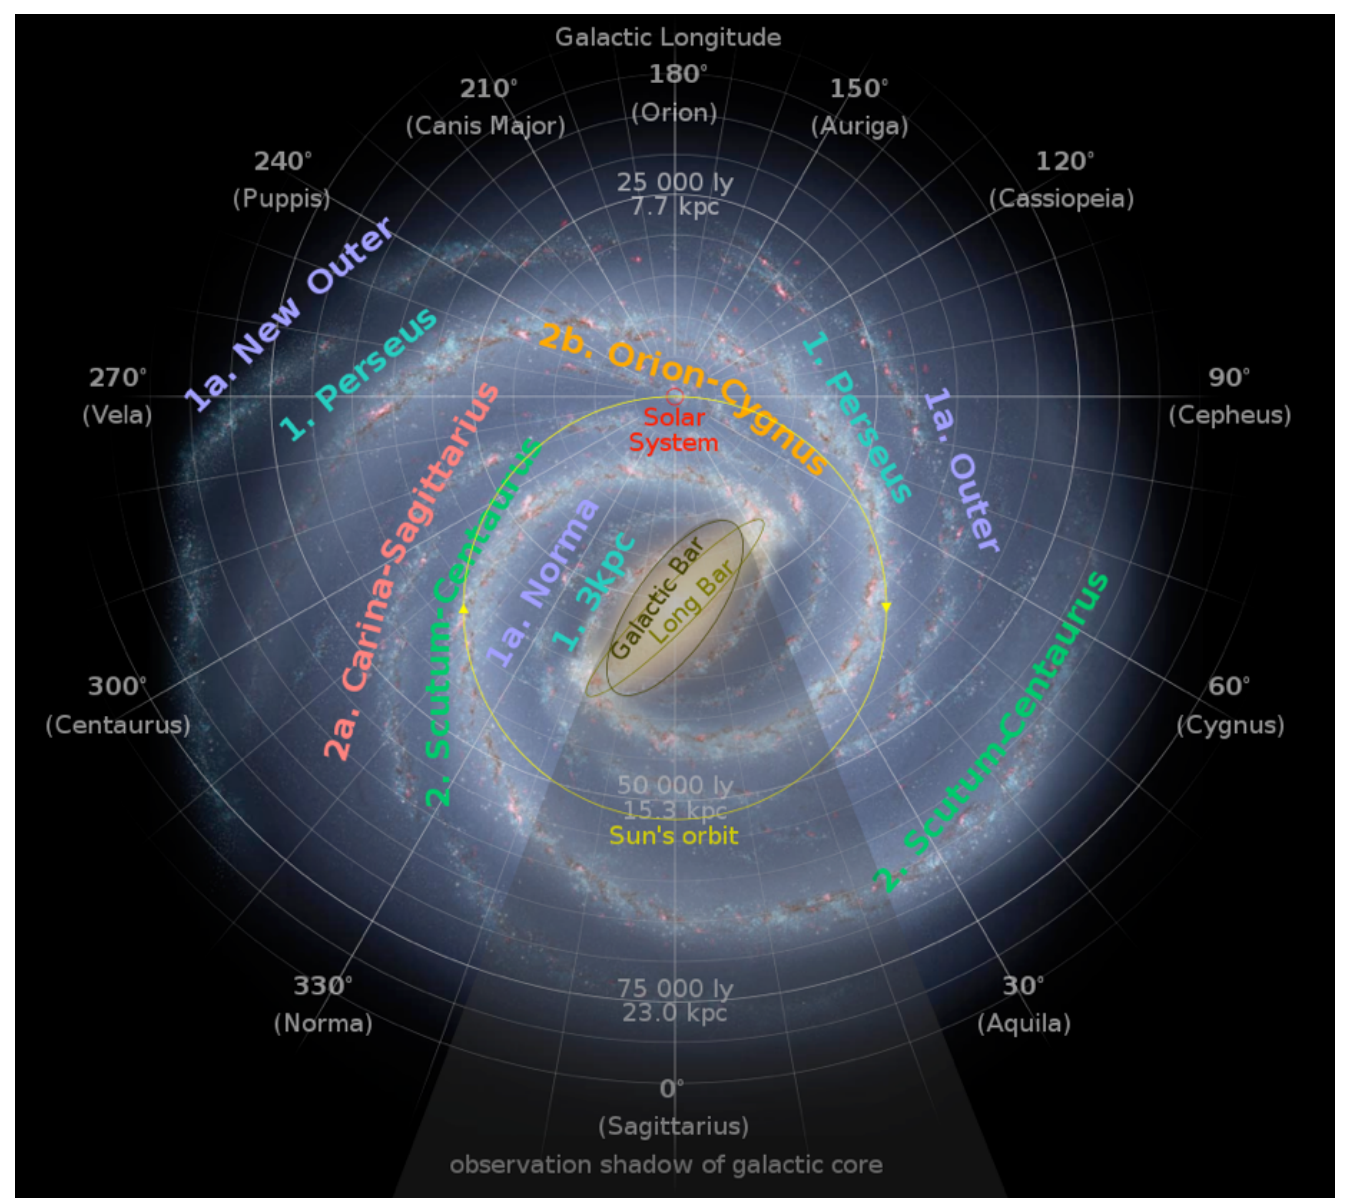 Galactic Longitude
180°
(Orion)
210°
(Canis Major)
150°
(Auriga)
240°
(Puppis)
120°
(Cassiopeia)
25 000 ly
7.7 kpc
1a. New Outer
1. Perseus
2b. Orion-Cygnus
1. Perseus
270°
(Vela)
90°
(Cepheus)
Solar
System
1a. Outer
2a. Carina-Sagittarius
2. Scutum-Centaurus
1a. Norma
1. 3kpc
Galactic Bar
Long Bar
2. Scutum-Centaurus
300°
(Centaurus)
60°
(Cygnus)
50 000 ly
15.3 kpc
Sun's orbit
330°
(Norma)
75 000 ly
23.0 kpc
30°
(Aquila)
0°
(Sagittarius)
observation shadow of galactic core